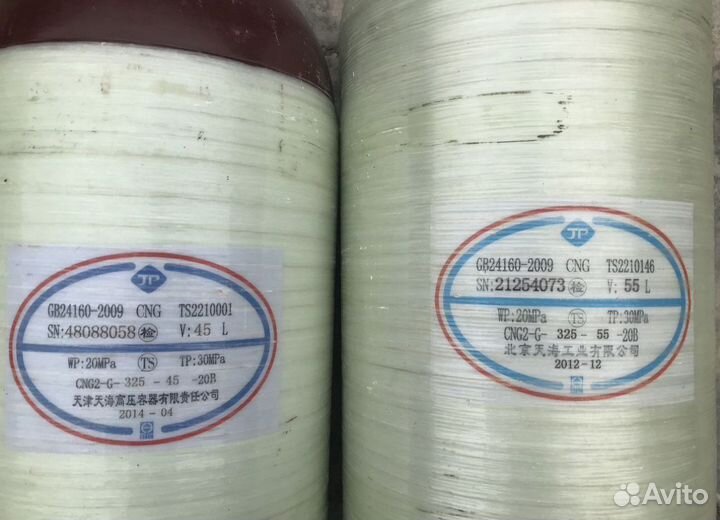 JP
GB24160-2009 CNG TS2210001
SN:48088058 检 V:45 L
WP:20MPa TS TP:30MPa
CNG2-G-325-45-20B
天津天海高压容器有限责任公司
2014-04
JP
GB24160-2009 CNG TS2210146
SN:21254073 检 V:55 L
WP:20MPa TS TP:30MPa
CNG2-G-325-55-20B
北京天海工业有限公司
2012-12
Avito